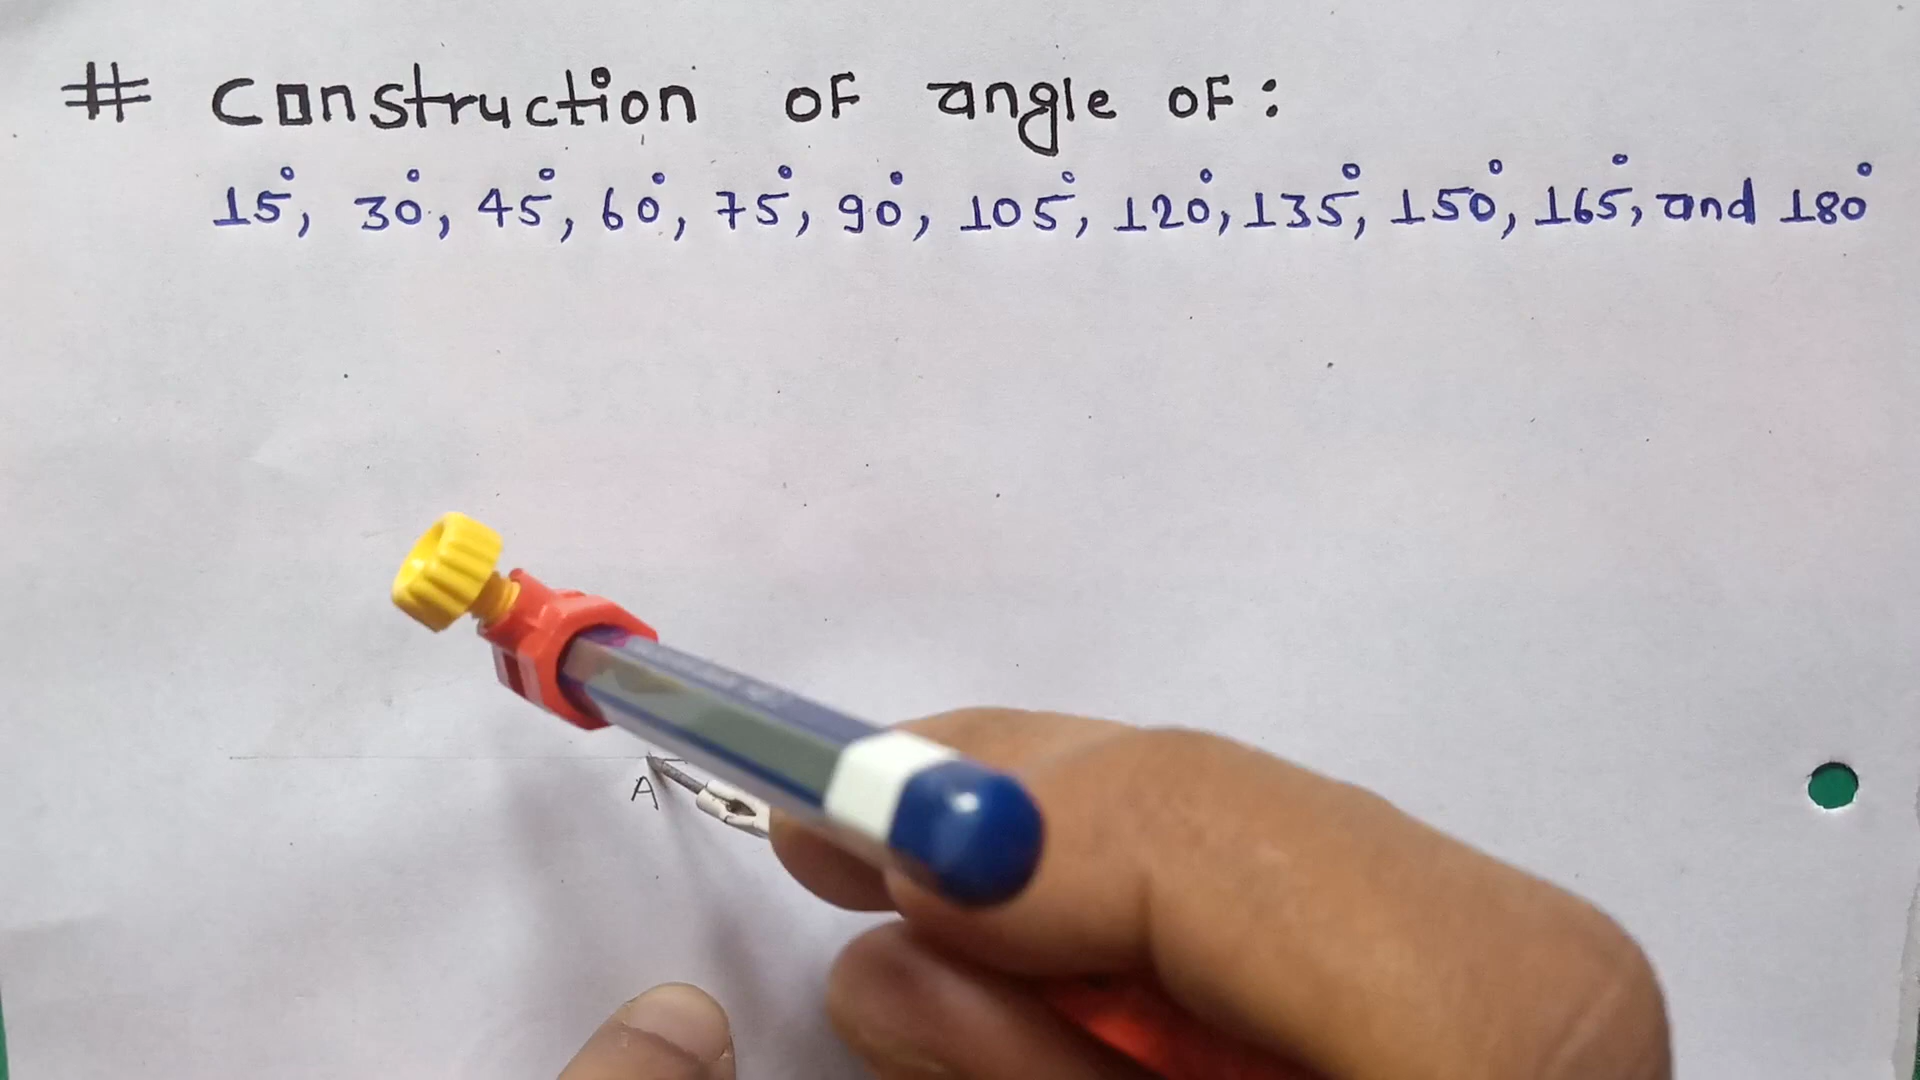 # Construction of angle of:
15°, 30°, 45°, 60°, 75°, 90°, 105°, 120°, 135°, 150°, 165°, and 180°
A